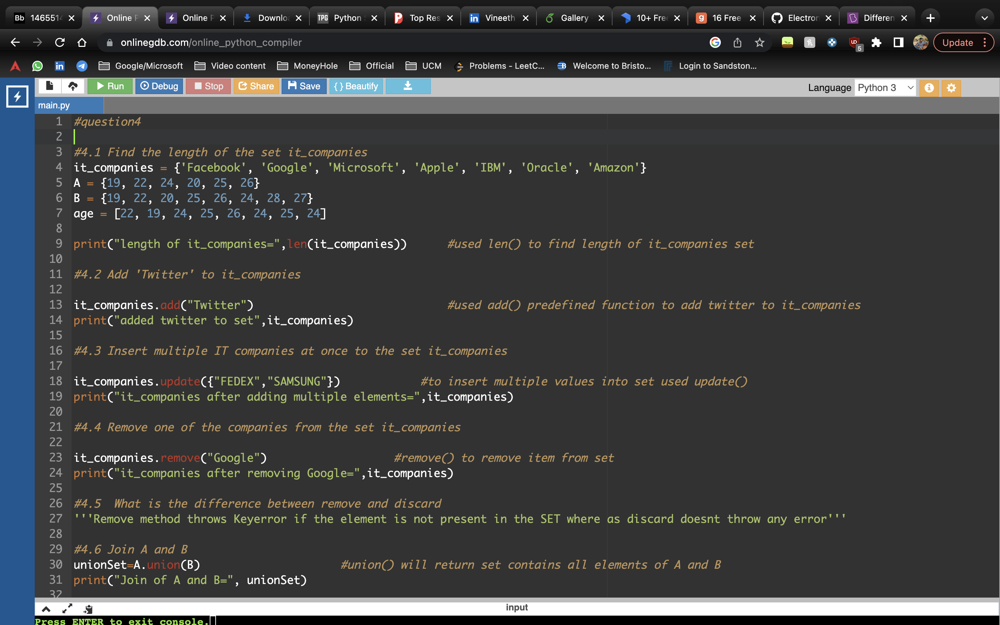 Bb 1465514
Online P
Online P
Downloa
TPG Python S
Top Res
in Vineeth
Gallery
10+ Free
g 16 Free
Electron
Differen
onlinegdb.com/online_python_compiler
5
Update
in
Google/Microsoft
Video content
MoneyHole
Official
UCM
Problems - LeetC...
Welcome to Bristo...
Login to Sandston...
Run
Debug
Stop
Share
Save
{ } Beautify
Language Python 3
main.py
1 #question4
2
3 #4.1 Find the length of the set it_companies
4 it_companies = {'Facebook', 'Google', 'Microsoft', 'Apple', 'IBM', 'Oracle', 'Amazon'}
5 A = {19, 22, 24, 20, 25, 26}
6 B = {19, 22, 20, 25, 26, 24, 28, 27}
7 age = [22, 19, 24, 25, 26, 24, 25, 24]
8
9 print("length of it_companies=",len(it_companies)) #used len() to find length of it_companies set
10
11 #4.2 Add 'Twitter' to it_companies
12
13 it_companies.add("Twitter") #used add() predefined function to add twitter to it_companies
14 print("added twitter to set",it_companies)
15
16 #4.3 Insert multiple IT companies at once to the set it_companies
17
18 it_companies.update({"FEDEX","SAMSUNG"}) #to insert multiple values into set used update()
19 print("it_companies after adding multiple elements=",it_companies)
20
21 #4.4 Remove one of the companies from the set it_companies
22
23 it_companies.remove("Google") #remove() to remove item from set
24 print("it_companies after removing Google=",it_companies)
25
26 #4.5  What is the difference between remove and discard
27 '''Remove method throws Keyerror if the element is not present in the SET where as discard doesnt throw any error'''
28
29 #4.6 Join A and B
30 unionSet=A.union(B) #union() will return set contains all elements of A and B
31 print("Join of A and B=", unionSet)
32
input
Press ENTER to exit console.